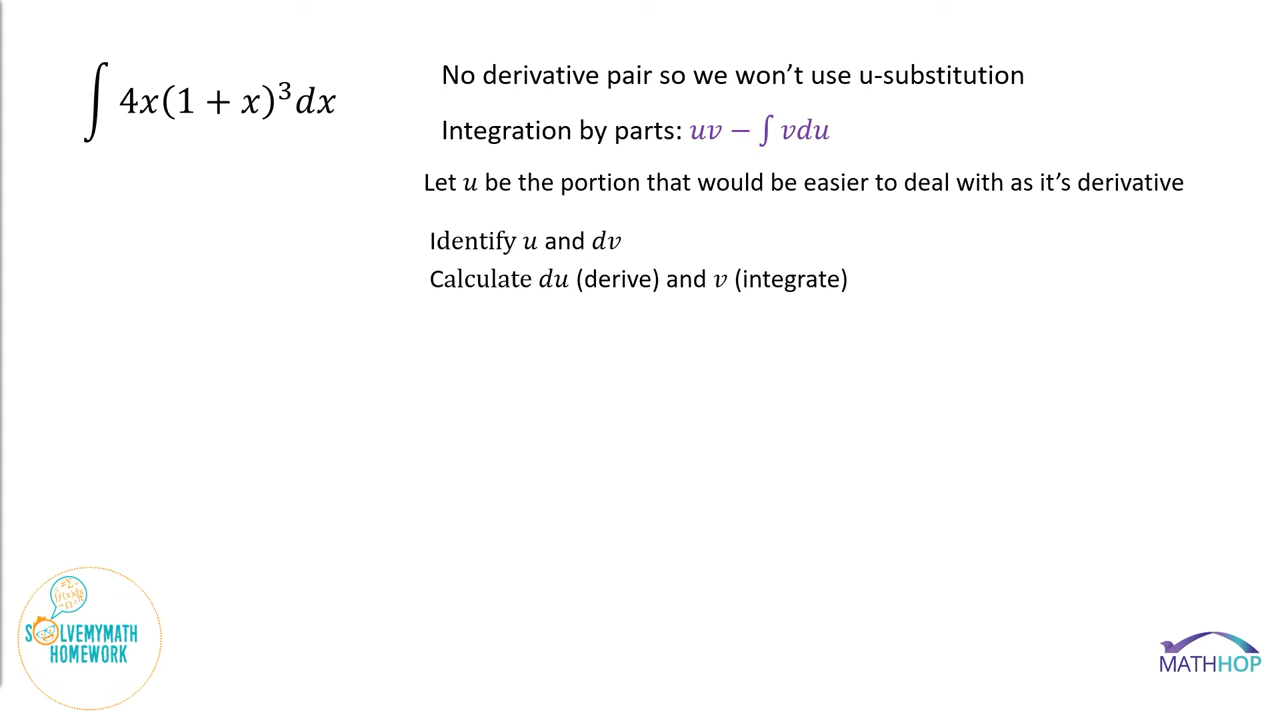 ∫ 4x(1 + x)³dx
No derivative pair so we won't use u-substitution
Integration by parts: uv − ∫ vdu
Let u be the portion that would be easier to deal with as it's derivative
Identify u and dv
Calculate du (derive) and v (integrate)
SOLVEMYMATH
HOMEWORK
MATHHOP